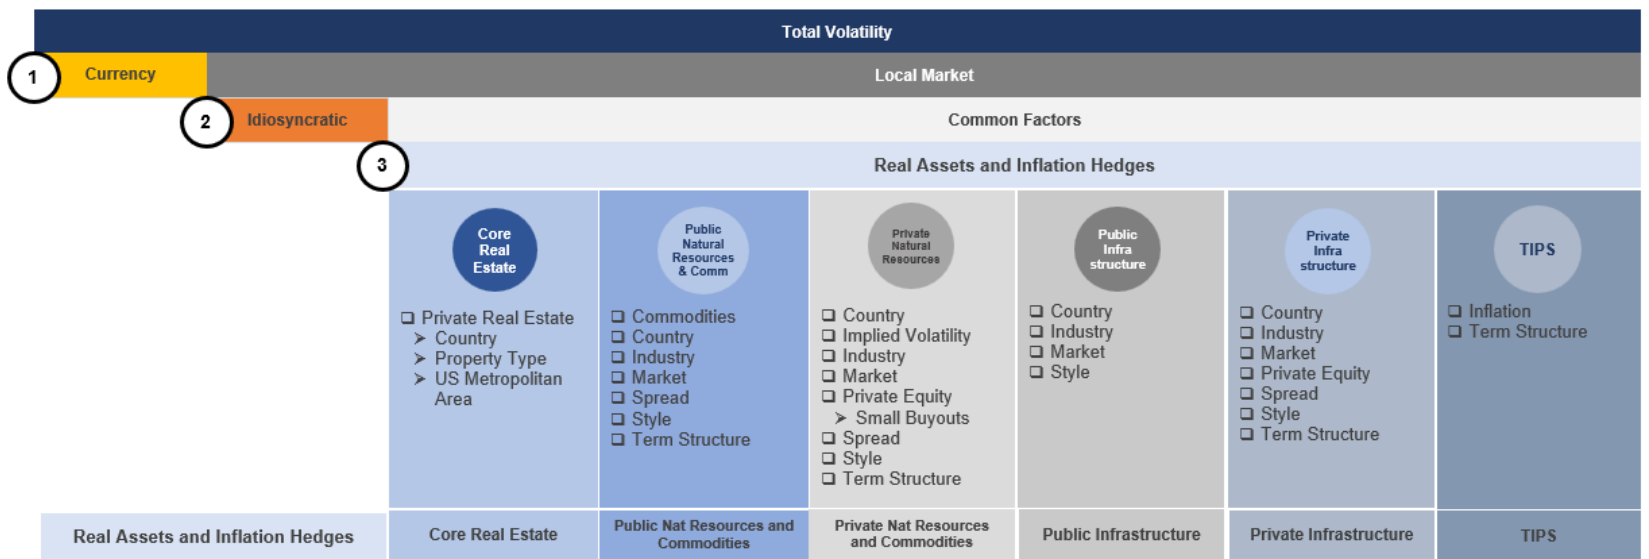 Total Volatility
1
Currency
Local Market
2
Idiosyncratic
Common Factors
3
Real Assets and Inflation Hedges
Core
Real
Estate
Private Real Estate
Country
Property Type
US Metropolitan
Area
Public
Natural
Resources
& Comm
Commodities
Country
Industry
Market
Spread
Style
Term Structure
Private
Natural
Resources
Country
Implied Volatility
Industry
Market
Private Equity
Small Buyouts
Spread
Style
Term Structure
Public
Infra
structure
Country
Industry
Market
Style
Private
Infra
structure
Country
Industry
Market
Private Equity
Spread
Style
Term Structure
TIPS
Inflation
Term Structure
Real Assets and Inflation Hedges
Core Real Estate
Public Nat Resources and
Commodities
Private Nat Resources
and Commodities
Public Infrastructure
Private Infrastructure
TIPS